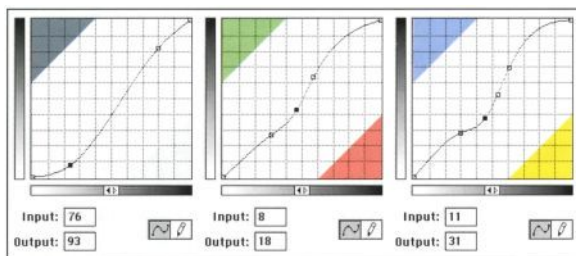 Input: 76
Output: 93
Input: 8
Output: 18
Input: 11
Output: 31